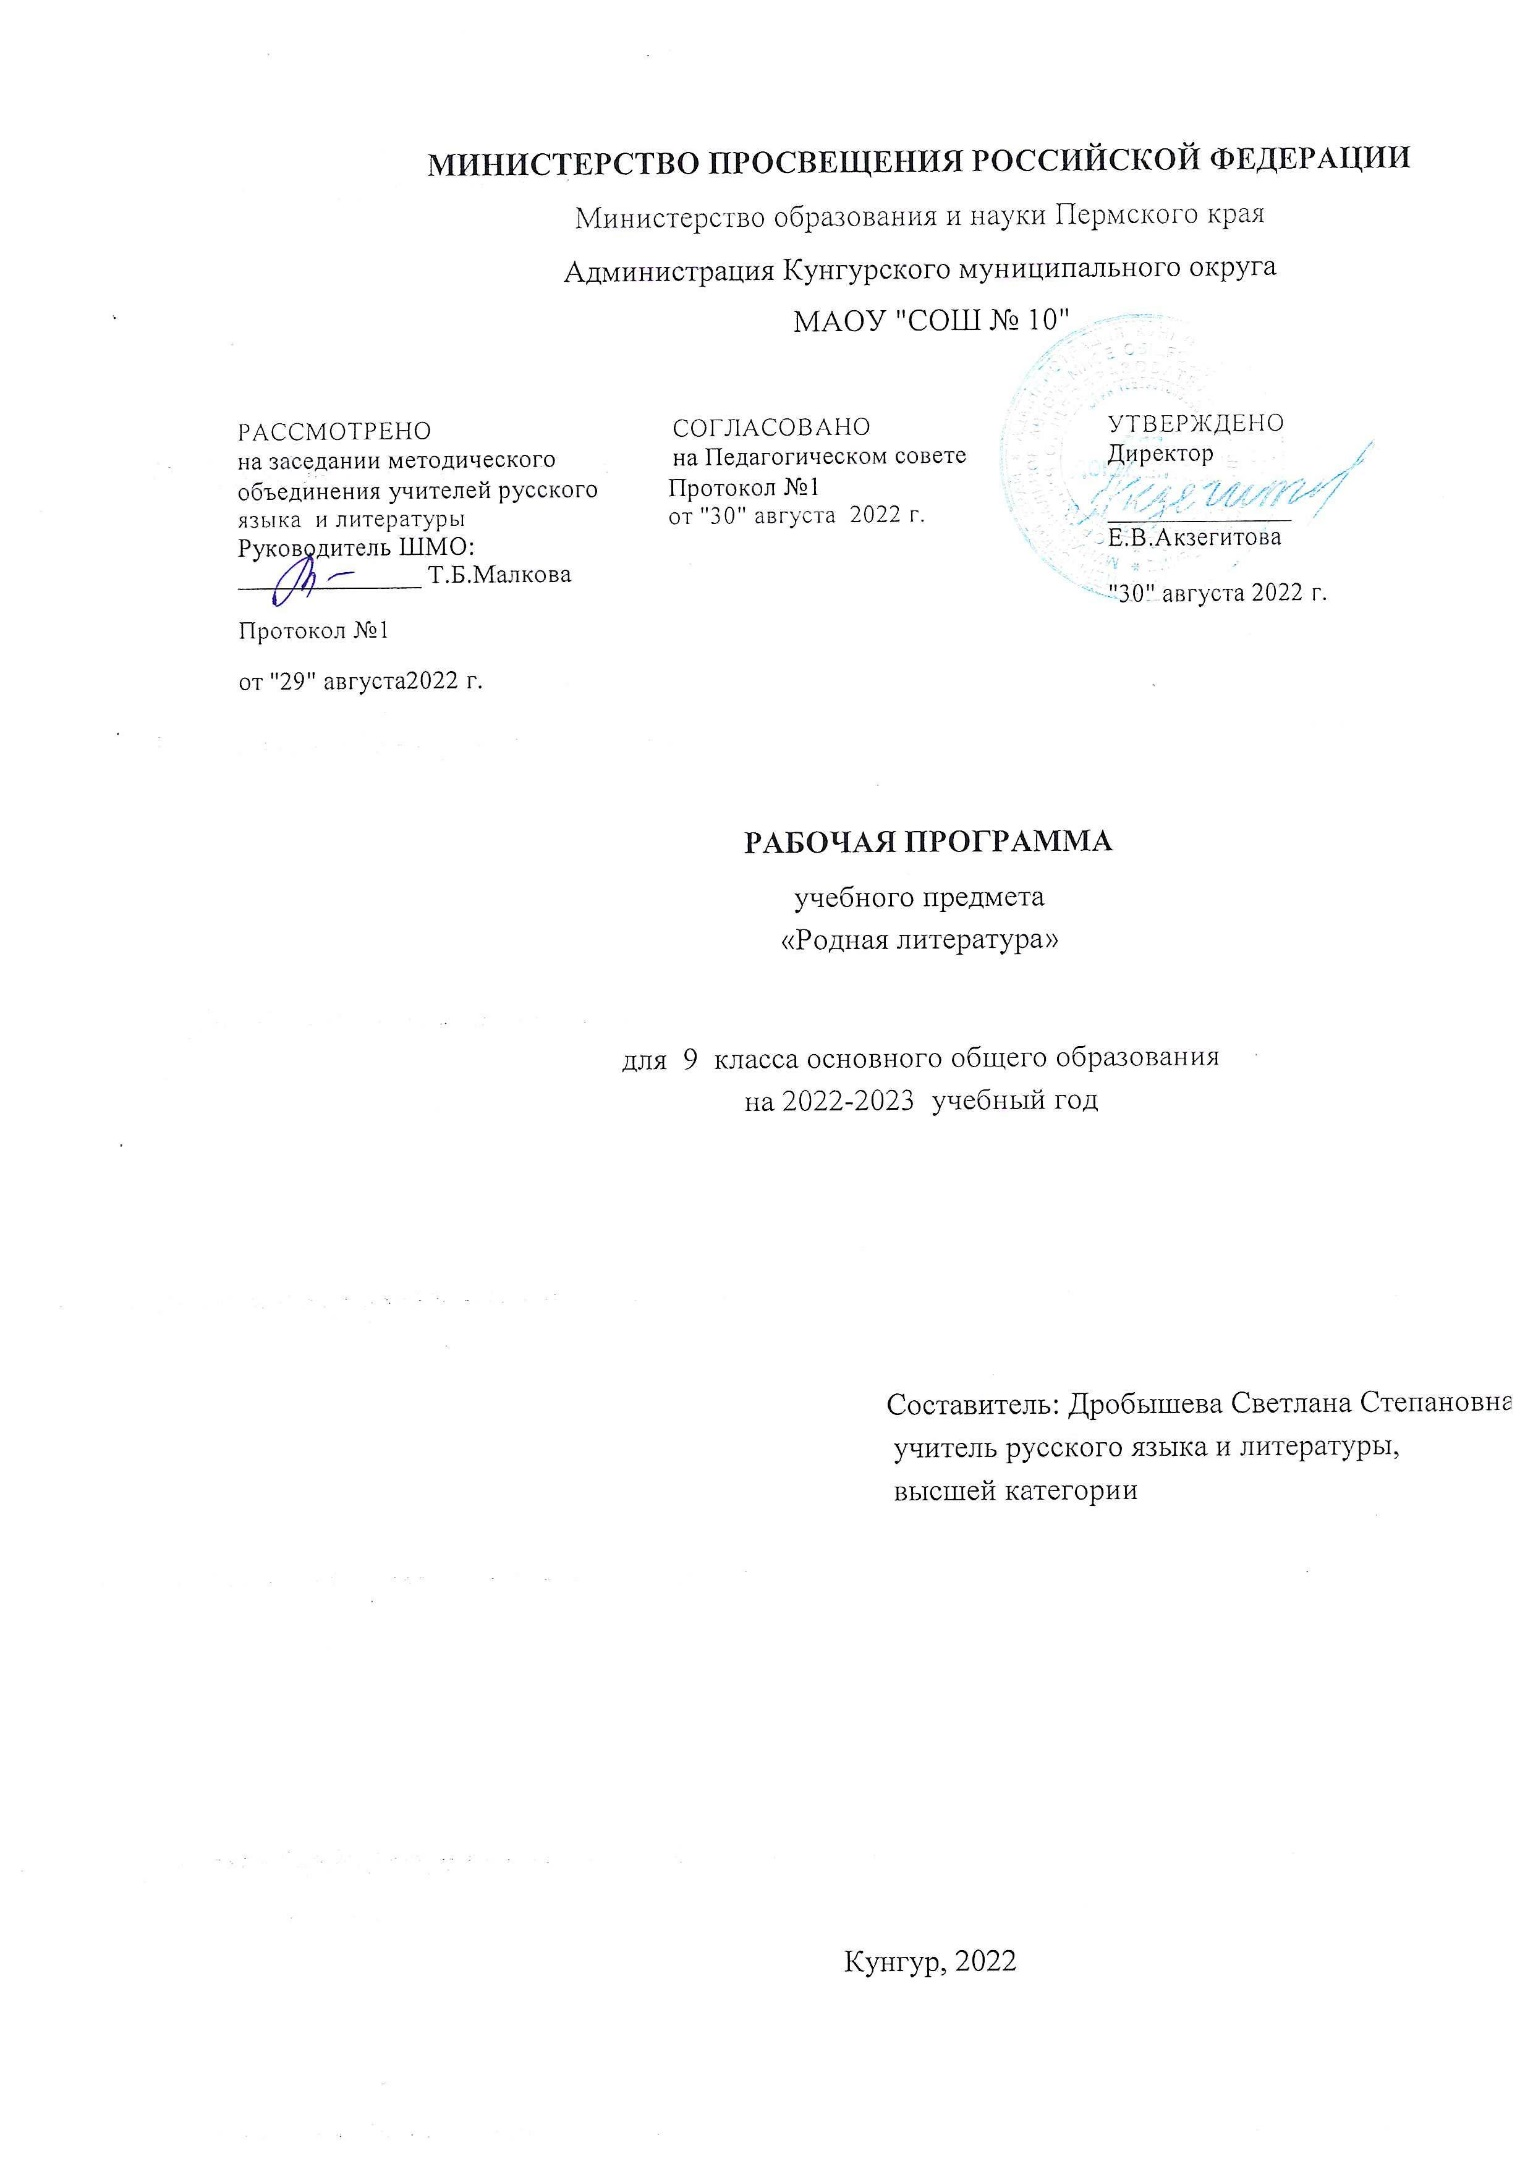 МИНИСТЕРСТВО ПРОСВЕЩЕНИЯ РОССИЙСКОЙ ФЕДЕРАЦИИ
Министерство образования и науки Пермского края
Администрация Кунгурского муниципального округа
МАОУ "СОШ № 10"
РАССМОТРЕНО
на заседании методического
объединения учителей русского
языка и литературы
Руководитель ШМО:
______________ Т.Б.Малкова
Протокол №1
от "29" августа2022 г.
СОГЛАСОВАНО
на Педагогическом совете
Протокол №1
от "30" августа 2022 г.
УТВЕРЖДЕНО
Директор
______________
Е.В.Акзегитова
"30" августа 2022 г.
РАБОЧАЯ ПРОГРАММА
учебного предмета
«Родная литература»
для 9 класса основного общего образования
на 2022-2023 учебный год
Составитель: Дробышева Светлана Степановна
учитель русского языка и литературы,
высшей категории
Кунгур, 2022